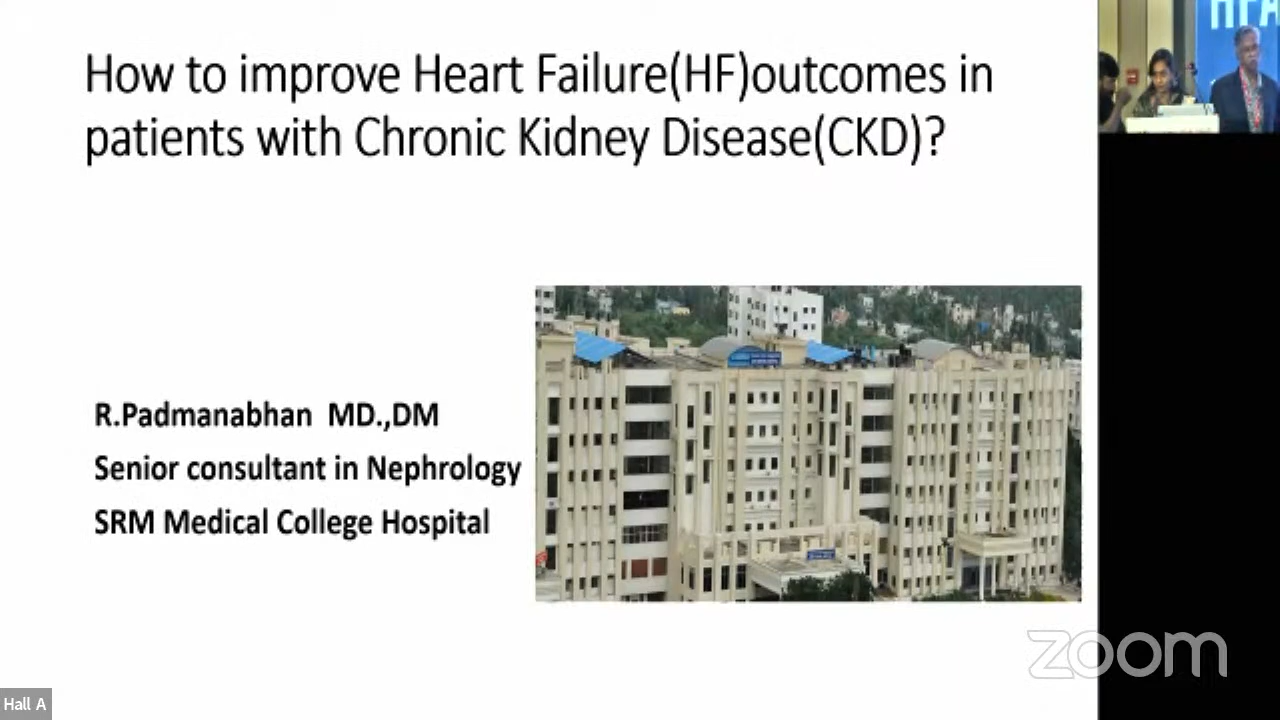 How to improve Heart Failure(HF)outcomes in
patients with Chronic Kidney Disease(CKD)?
R.Padmanabhan MD.,DM
Senior consultant in Nephrology
SRM Medical College Hospital
zoom
Hall A